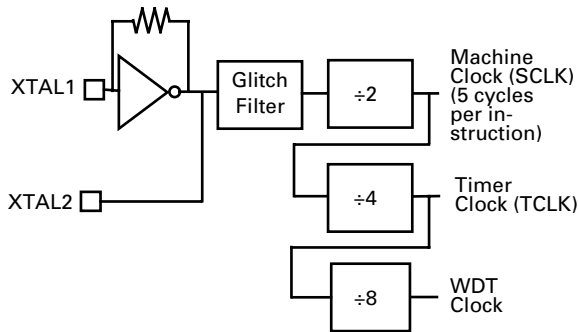 XTAL1
Glitch
Filter
÷2
Machine
Clock (SCLK)
(5 cycles
per in-
struction)
XTAL2
÷4
Timer
Clock (TCLK)
÷8
WDT
Clock